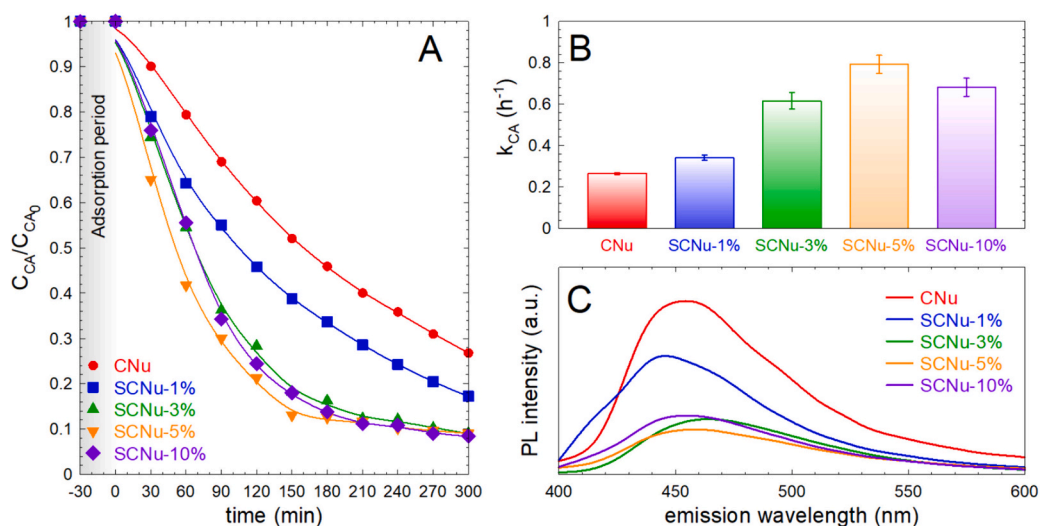 A
C_CA/C_CA0
1
0.9
0.8
0.7
0.6
0.5
0.4
0.3
0.2
0.1
0
Adsorption period
CNu
SCNu-1%
SCNu-3%
SCNu-5%
SCNu-10%
-30 0 30 60 90 120 150 180 210 240 270 300
time (min)
B
k_CA (h⁻¹)
1
0.8
0.6
0.4
0.2
0
CNu SCNu-1% SCNu-3% SCNu-5% SCNu-10%
C
PL intensity (a.u.)
CNu
SCNu-1%
SCNu-3%
SCNu-5%
SCNu-10%
400 450 500 550 600
emission wavelength (nm)